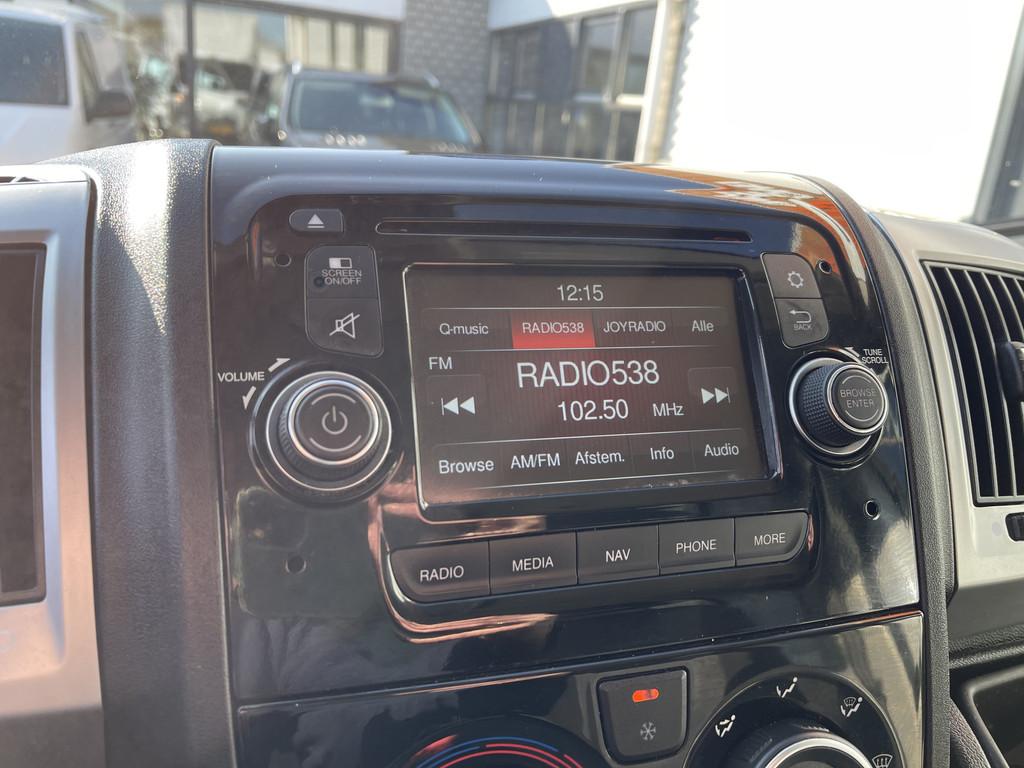 SCREEN
ON/OFF
VOLUME
12:15
Q-music RADIO538 JOYRADIO Alle
FM
RADIO538
102.50 MHz
Browse AM/FM Afstem. Info Audio
BACK
TUNE
SCROLL
BROWSE
ENTER
RADIO MEDIA NAV PHONE MORE